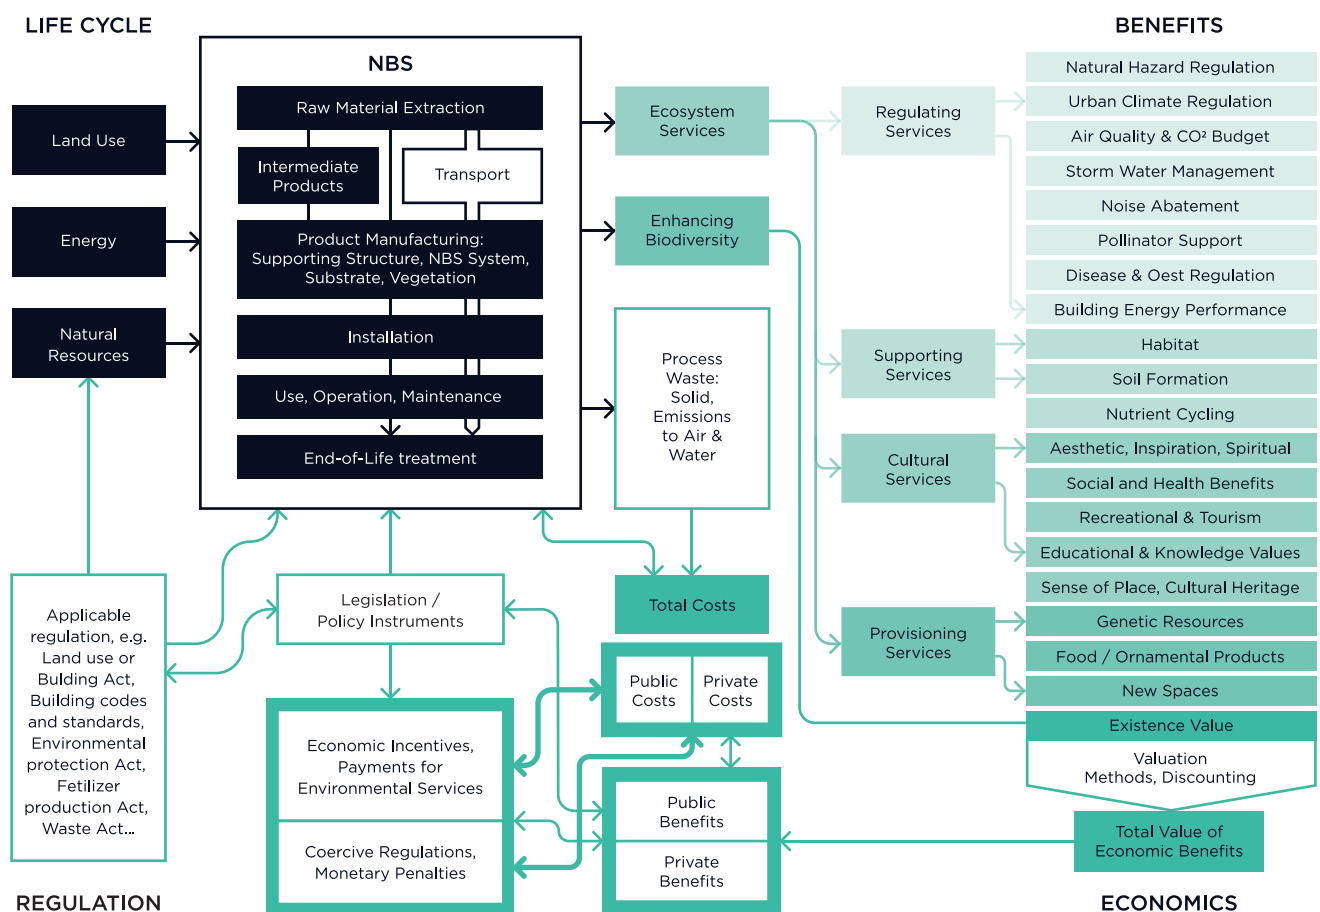 LIFE CYCLE
Land Use
Energy
Natural
Resources
NBS
Raw Material Extraction
Intermediate
Products
Transport
Product Manufacturing:
Supporting Structure, NBS System,
Substrate, Vegetation
Installation
Use, Operation, Maintenance
End-of-Life treatment
Ecosystem
Services
Enhancing
Biodiversity
Process
Waste:
Solid,
Emissions
to Air &
Water
Regulating
Services
Supporting
Services
Cultural
Services
Provisioning
Services
BENEFITS
Natural Hazard Regulation
Urban Climate Regulation
Air Quality & CO² Budget
Storm Water Management
Noise Abatement
Pollinator Support
Disease & Oest Regulation
Building Energy Performance
Habitat
Soil Formation
Nutrient Cycling
Aesthetic, Inspiration, Spiritual
Social and Health Benefits
Recreational & Tourism
Educational & Knowledge Values
Sense of Place, Cultural Heritage
Genetic Resources
Food / Ornamental Products
New Spaces
Existence Value
Valuation
Methods, Discounting
Total Value of
Economic Benefits
ECONOMICS
Applicable
regulation, e.g.
Land use or
Bulding Act,
Building codes
and standards,
Environmental
protection Act,
Fetilizer
production Act,
Waste Act...
REGULATION
Legislation /
Policy Instruments
Economic Incentives,
Payments for
Environmental Services
Coercive Regulations,
Monetary Penalties
Total Costs
Public
Costs
Private
Costs
Public
Benefits
Private
Benefits